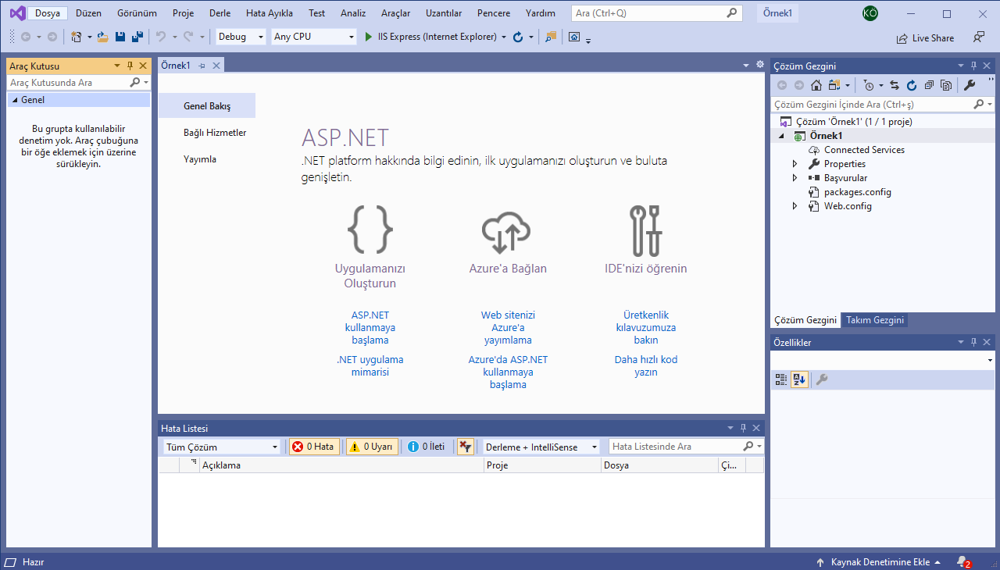 Dosya Düzen Görünüm Proje Derle Hata Ayıkla Test Analiz Araçlar Uzantılar Pencere Yardım Ara (Ctrl+Q) Örnek1 KÖ
Debug Any CPU IIS Express (Internet Explorer) Live Share
Araç Kutusu
Araç Kutusunda Ara
Genel
Bu grupta kullanılabilir
denetim yok. Araç çubuğuna
bir öğe eklemek için üzerine
sürükleyin.
Örnek1
Genel Bakış
Bağlı Hizmetler
Yayımla
ASP.NET
.NET platform hakkında bilgi edinin, ilk uygulamanızı oluşturun ve buluta
genişletin.
Uygulamanızı
Oluşturun
ASP.NET
kullanmaya
başlama
.NET uygulama
mimarisi
Azure'a Bağlan
Web sitenizi
Azure'a
yayımlama
Azure'da ASP.NET
kullanmaya
başlama
IDE'nizi öğrenin
Üretkenlik
kılavuzumuza
bakın
Daha hızlı kod
yazın
Hata Listesi
Tüm Çözüm 0 Hata 0 Uyarı 0 İleti Derleme + IntelliSense Hata Listesinde Ara
Açıklama Proje Dosya Çi...
Çözüm Gezgini
Çözüm Gezgini İçinde Ara (Ctrl+ş)
Çözüm 'Örnek1' (1 / 1 proje)
Örnek1
Connected Services
Properties
Başvurular
packages.config
Web.config
Çözüm Gezgini Takım Gezgini
Özellikler
Hazır Kaynak Denetimine Ekle 2